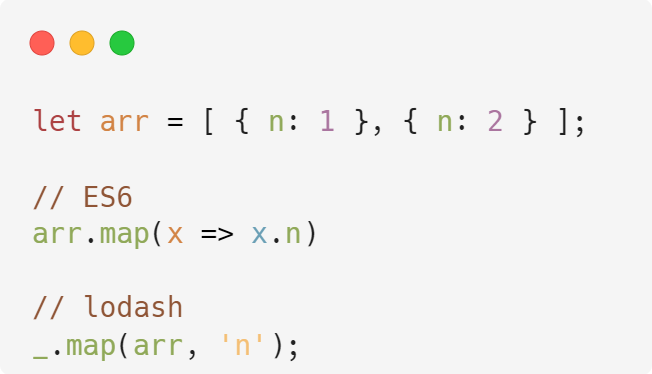 let arr = [ { n: 1 }, { n: 2 } ];
// ES6
arr.map(x => x.n)
// lodash
_.map(arr, 'n');